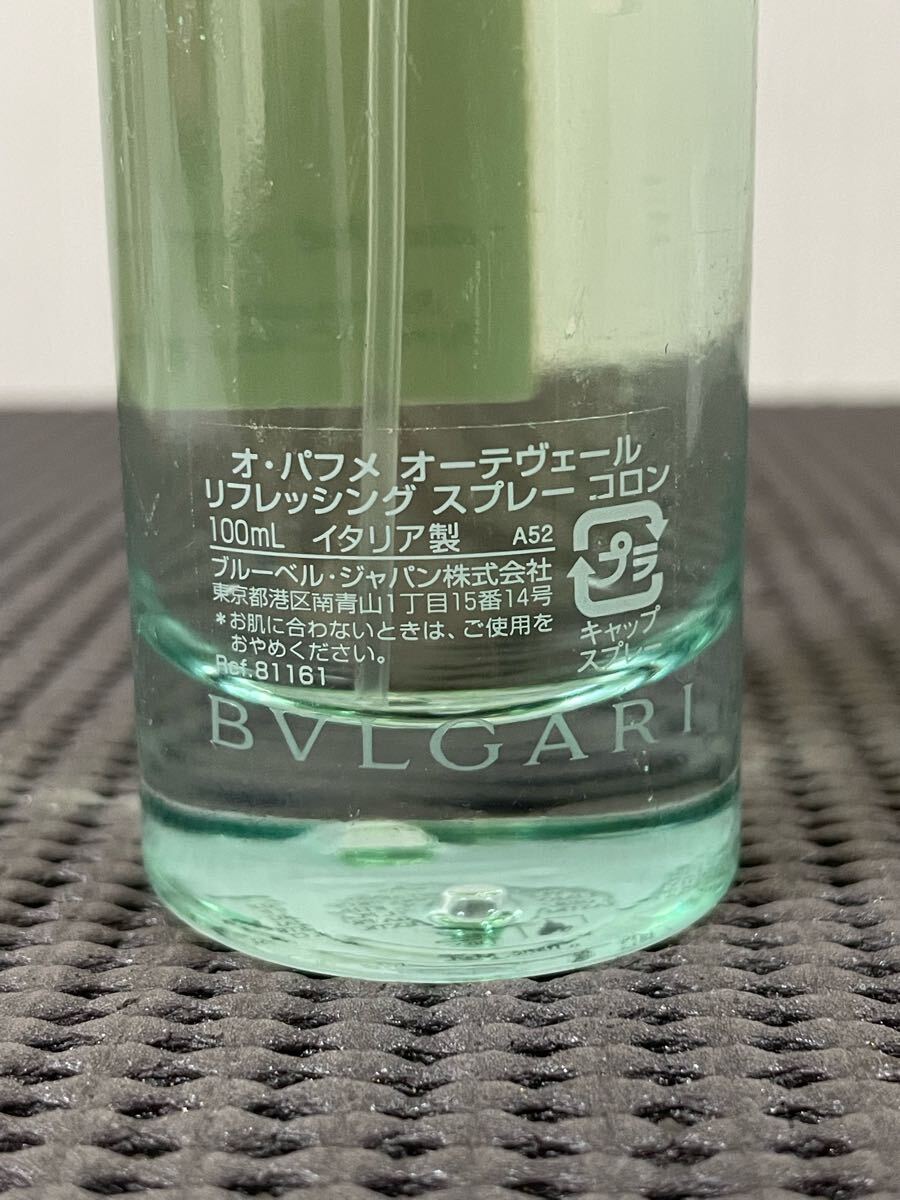 オ・パフメ オーテヴェール
リフレッシング スプレー コロン
100mL イタリア製 A52
ブルーベル・ジャパン株式会社
東京都港区南青山1丁目15番14号
*お肌に合わないときは、ご使用を
おやめください。
Ref.81161
プラ
キャップ
スプレー
BVLGARI